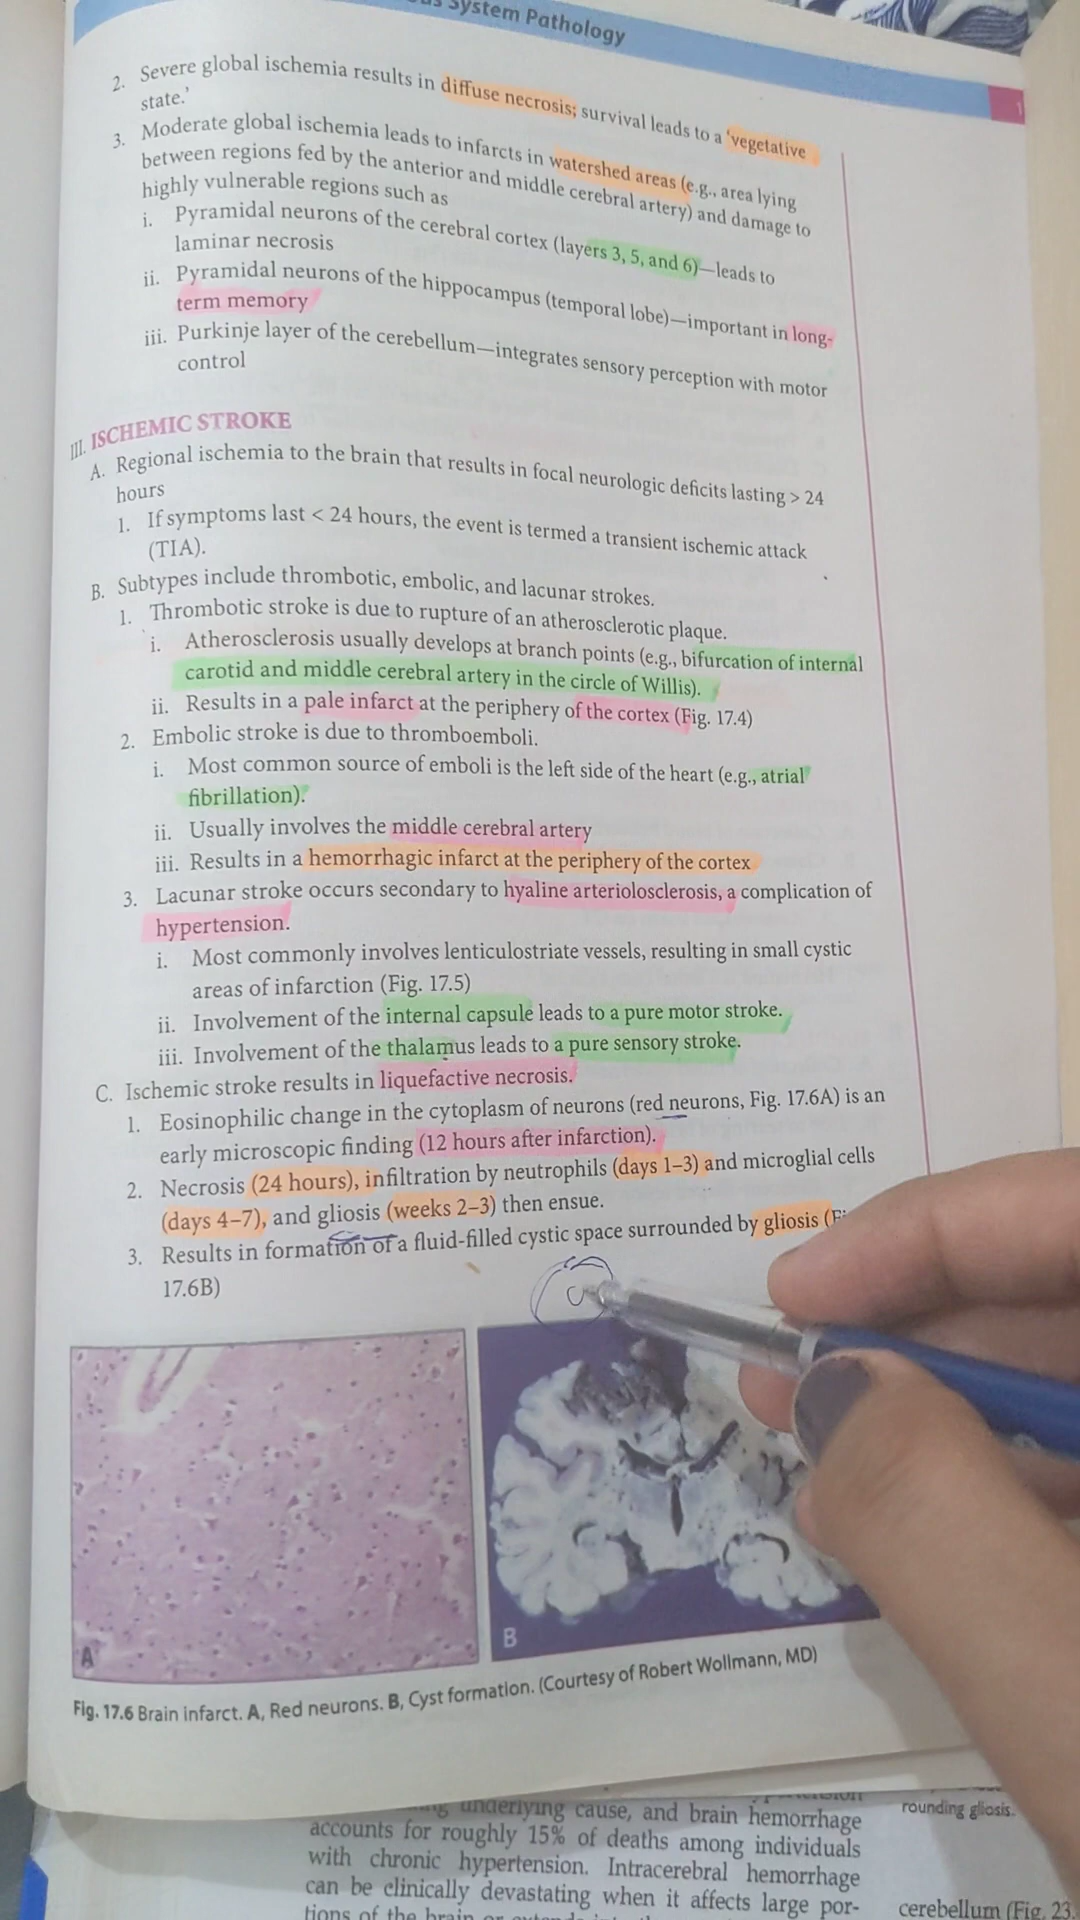 System Pathology
1
2. Severe global ischemia results in diffuse necrosis; survival leads to a 'vegetative
state.'
3. Moderate global ischemia leads to infarcts in watershed areas (e.g., area lying
between regions fed by the anterior and middle cerebral artery) and damage to
highly vulnerable regions such as
i. Pyramidal neurons of the cerebral cortex (layers 3, 5, and 6)—leads to
laminar necrosis
ii. Pyramidal neurons of the hippocampus (temporal lobe)—important in long-
term memory
iii. Purkinje layer of the cerebellum—integrates sensory perception with motor
control
III. ISCHEMIC STROKE
A. Regional ischemia to the brain that results in focal neurologic deficits lasting > 24
hours
1. If symptoms last < 24 hours, the event is termed a transient ischemic attack
(TIA).
B. Subtypes include thrombotic, embolic, and lacunar strokes.
1. Thrombotic stroke is due to rupture of an atherosclerotic plaque.
i. Atherosclerosis usually develops at branch points (e.g., bifurcation of internal
carotid and middle cerebral artery in the circle of Willis).
ii. Results in a pale infarct at the periphery of the cortex (Fig. 17.4)
2. Embolic stroke is due to thromboemboli.
i. Most common source of emboli is the left side of the heart (e.g., atrial
fibrillation).
ii. Usually involves the middle cerebral artery
iii. Results in a hemorrhagic infarct at the periphery of the cortex
3. Lacunar stroke occurs secondary to hyaline arteriolosclerosis, a complication of
hypertension.
i. Most commonly involves lenticulostriate vessels, resulting in small cystic
areas of infarction (Fig. 17.5)
ii. Involvement of the internal capsule leads to a pure motor stroke.
iii. Involvement of the thalamus leads to a pure sensory stroke.
C. Ischemic stroke results in liquefactive necrosis.
1. Eosinophilic change in the cytoplasm of neurons (red neurons, Fig. 17.6A) is an
early microscopic finding (12 hours after infarction).
2. Necrosis (24 hours), infiltration by neutrophils (days 1–3) and microglial cells
(days 4–7), and gliosis (weeks 2–3) then ensue.
3. Results in formation of a fluid-filled cystic space surrounded by gliosis
17.6B)
A
B
Fig. 17.6 Brain infarct. A, Red neurons. B, Cyst formation. (Courtesy of Robert Wollmann, MD)
underlying cause, and brain hemorrhage
accounts for roughly 15% of deaths among individuals
with chronic hypertension. Intracerebral hemorrhage
can be clinically devastating when it affects large por-
tions of the brain
rounding gliosis.
cerebellum (Fig. 23.